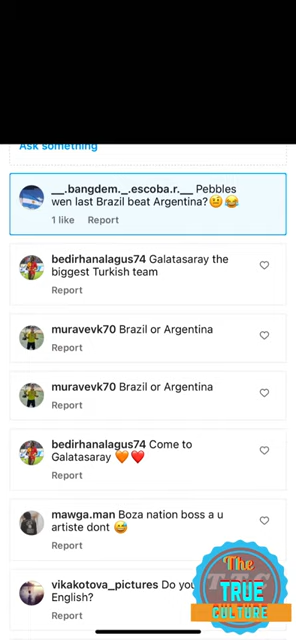 Ask something
__.bangdem._.escoba.r.__ Pebbles
wen last Brazil beat Argentina?🤨😂
1 like Report
bedirhanalagus74 Galatasaray the
biggest Turkish team
Report
muravevk70 Brazil or Argentina
Report
muravevk70 Brazil or Argentina
Report
bedirhanalagus74 Come to
Galatasaray 🧡❤️
Report
mawga.man Boza nation boss a u
artiste dont 😅
Report
vikakotova_pictures Do you
English?
Report
The
TRUE
CULTURE